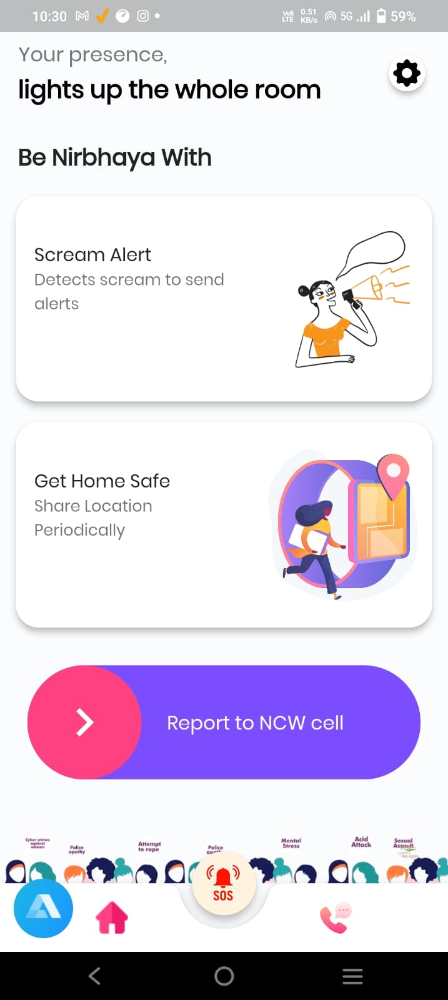 10:30
Vo)) LTE 0.51 KB/s 5G 59%
Your presence,
lights up the whole room
Be Nirbhaya With
Scream Alert
Detects scream to send
alerts
Get Home Safe
Share Location
Periodically
Report to NCW cell
Cyber crimes against women
Police apathy
Attempt to rape
Police
Mental Stress
Acid Attack
Sexual Assault
SOS